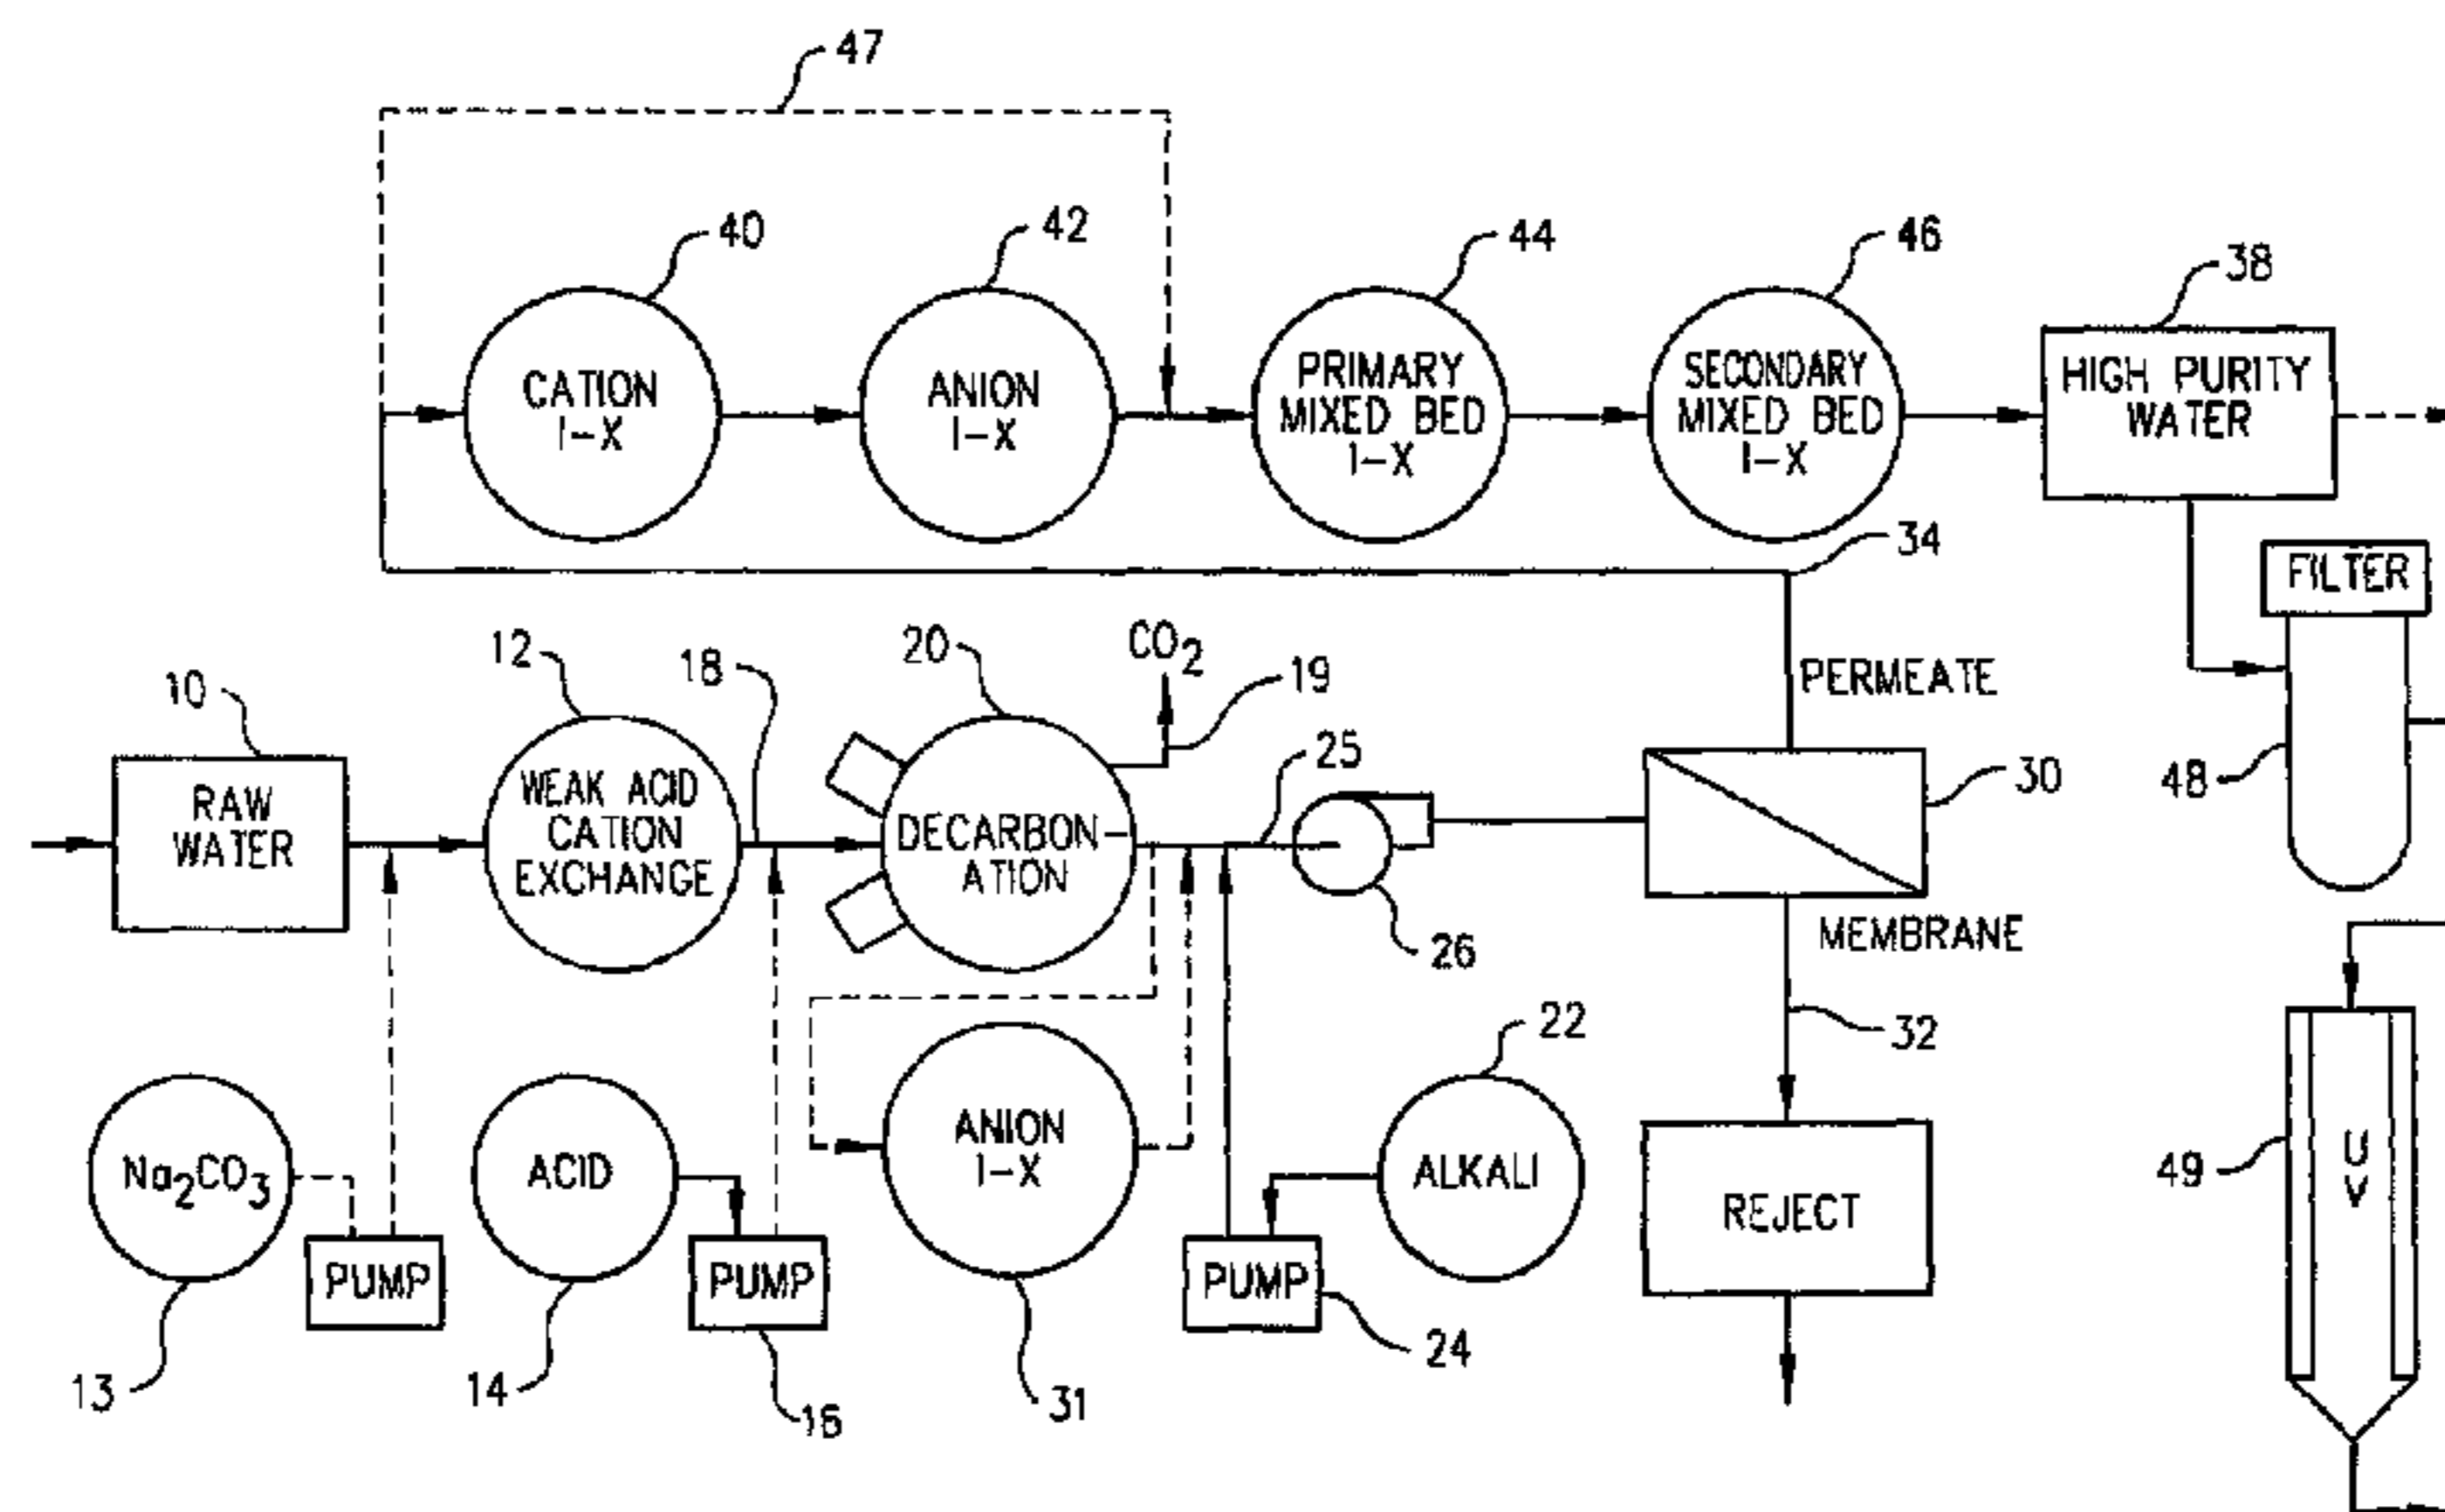 47
40
42
44
46
38
CATION
I-X
ANION
I-X
PRIMARY
MIXED BED
I-X
SECONDARY
MIXED BED
I-X
HIGH PURITY
WATER
34
FILTER
10
12
18
20
CO2
19
25
PERMEATE
30
48
RAW
WATER
WEAK ACID
CATION
EXCHANGE
DECARBON-
ATION
26
MEMBRANE
32
22
Na2CO3
ACID
ANION
I-X
ALKALI
REJECT
49
UV
PUMP
PUMP
PUMP
24
13
14
16
31